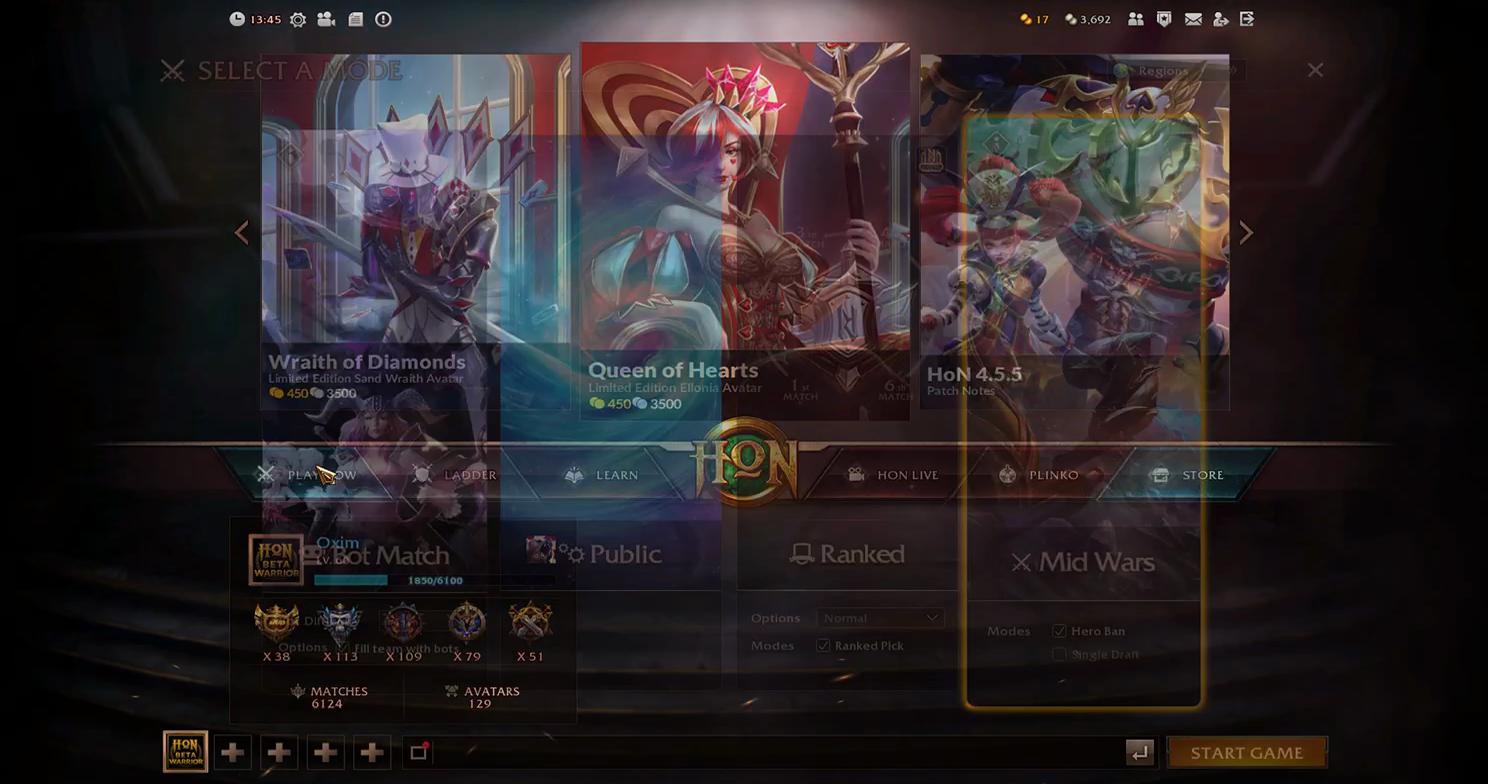 13:45
17
3,692
SELECT A MODE
Regions
Wraith of Diamonds
Limited Edition Sand Wraith Avatar
450 3500
Queen of Hearts
Limited Edition Ellonia Avatar
450 3500
1st MATCH
6th MATCH
HoN 4.5.5
Patch Notes
PLAY NOW
LADDER
LEARN
HON
HON LIVE
PLINKO
STORE
HON BETA WARRIOR
Oxim
1850/6100
Bot Match
Public
Ranked
Mid Wars
Options Normal
Modes Ranked Pick
Modes Hero Ban
Single Draft
Options Fill team with bots
X 38
X 113
X 109
X 79
X 51
MATCHES
6124
AVATARS
129
HON BETA WARRIOR
START GAME